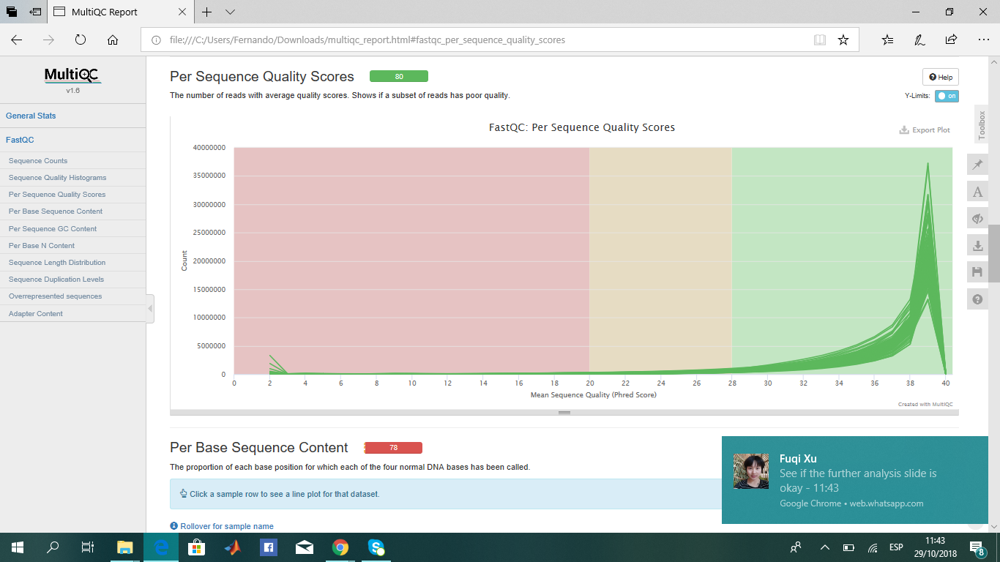 MultiQC Report
file:///C:/Users/Fernando/Downloads/multiqc_report.html#fastqc_per_sequence_quality_scores
MultiQC
v1.6
General Stats
FastQC
Sequence Counts
Sequence Quality Histograms
Per Sequence Quality Scores
Per Base Sequence Content
Per Sequence GC Content
Per Base N Content
Sequence Length Distribution
Sequence Duplication Levels
Overrepresented sequences
Adapter Content
Per Sequence Quality Scores 80
Help
The number of reads with average quality scores. Shows if a subset of reads has poor quality.
Y-Limits: on
Toolbox
A
FastQC: Per Sequence Quality Scores
Export Plot
Count
40000000
35000000
30000000
25000000
20000000
15000000
10000000
5000000
0
0 2 4 6 8 10 12 14 16 18 20 22 24 26 28 30 32 34 36 38 40
Mean Sequence Quality (Phred Score)
Created with MultiQC
Per Base Sequence Content 78
The proportion of each base position for which each of the four normal DNA bases has been called.
Click a sample row to see a line plot for that dataset.
Rollover for sample name
Fuqi Xu
See if the further analysis slide is
okay - 11:43
Google Chrome • web.whatsapp.com
ESP
11:43
29/10/2018
8